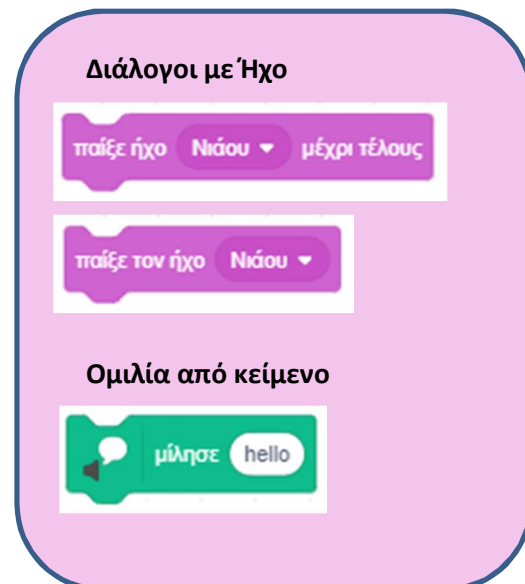 Διάλογοι με Ήχο
παίξε ήχο Νιάου μέχρι τέλους
παίξε τον ήχο Νιάου
Ομιλία από κείμενο
μίλησε hello